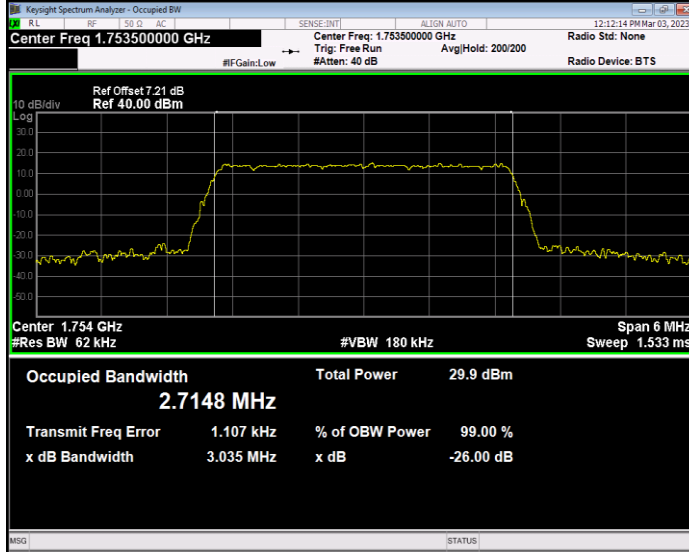 Keysight Spectrum Analyzer - Occupied BW
RL RF 50 Ω AC SENSE:INT ALIGN AUTO 12:12:14 PM Mar 03, 2023
Center Freq 1.753500000 GHz Center Freq: 1.753500000 GHz Radio Std: None
Trig: Free Run Avg|Hold: 200/200
#IFGain:Low #Atten: 40 dB Radio Device: BTS
Ref Offset 7.21 dB
10 dB/div Ref 40.00 dBm
Log
30.0
20.0
10.0
0.00
-10.0
-20.0
-30.0
-40.0
-50.0
Center 1.754 GHz Span 6 MHz
#Res BW 62 kHz #VBW 180 kHz Sweep 1.533 ms
Occupied Bandwidth Total Power 29.9 dBm
2.7148 MHz
Transmit Freq Error 1.107 kHz % of OBW Power 99.00 %
x dB Bandwidth 3.035 MHz x dB -26.00 dB
MSG STATUS